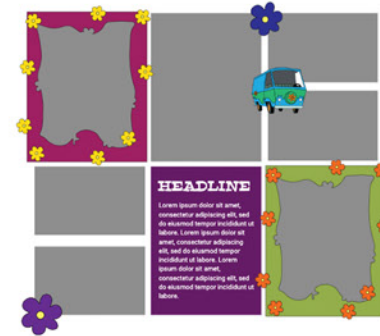 HEADLINE
Lorem ipsum dolor sit amet,
consectetur adipiscing elit, sed
do eiusmod tempor incididunt ut
labore. Lorem ipsum dolor sit
amet, consectetur adipiscing
elit, sed do eiusmod tempor
incididunt ut labore et dolore.
Lorem ipsum dolor sit amet,
consectetur adipiscing elit, sed
do eiusmod tempor incididunt ut
labore.